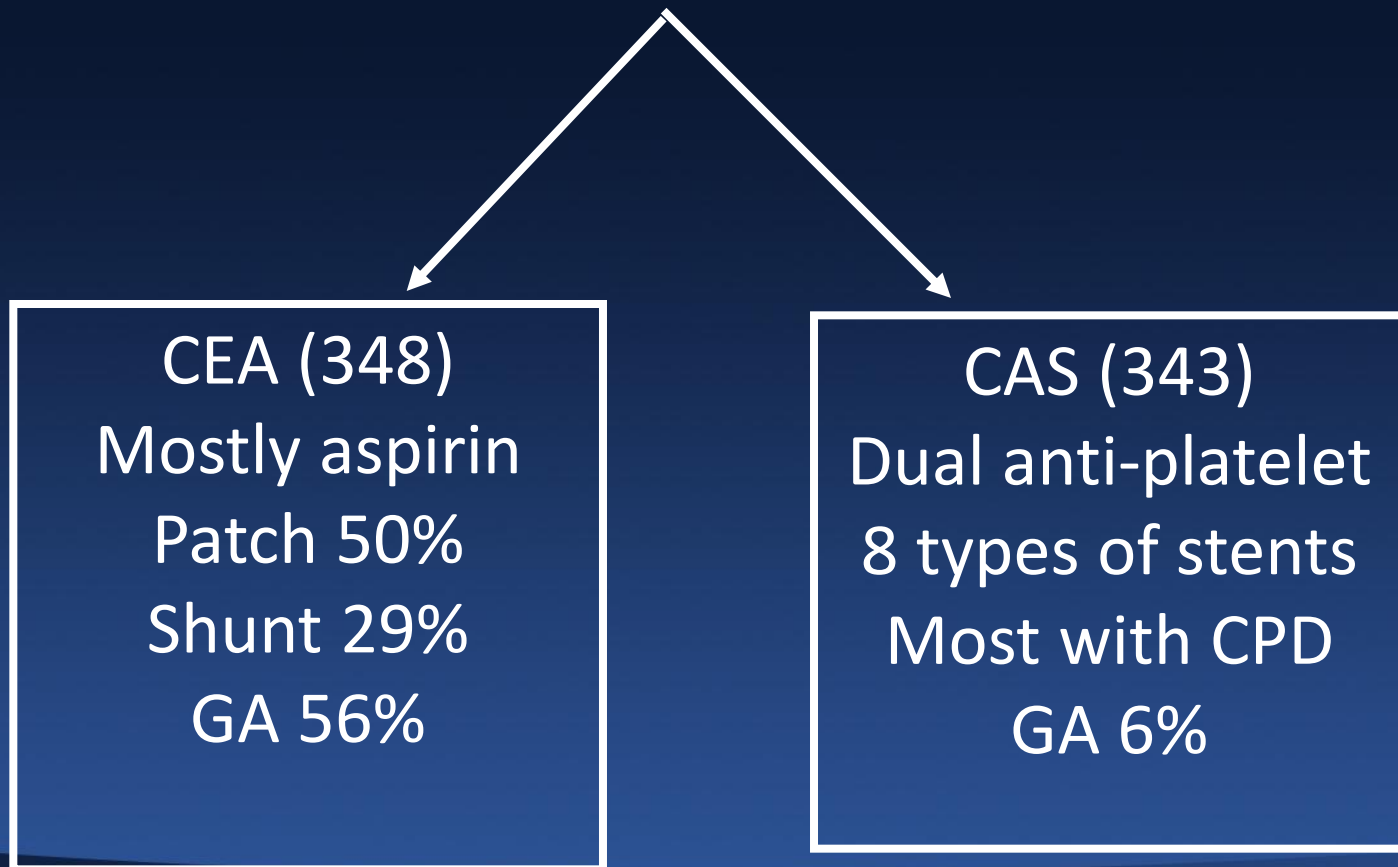 CEA (348)
Mostly aspirin
Patch 50%
Shunt 29%
GA 56%
CAS (343)
Dual anti-platelet
8 types of stents
Most with CPD
GA 6%